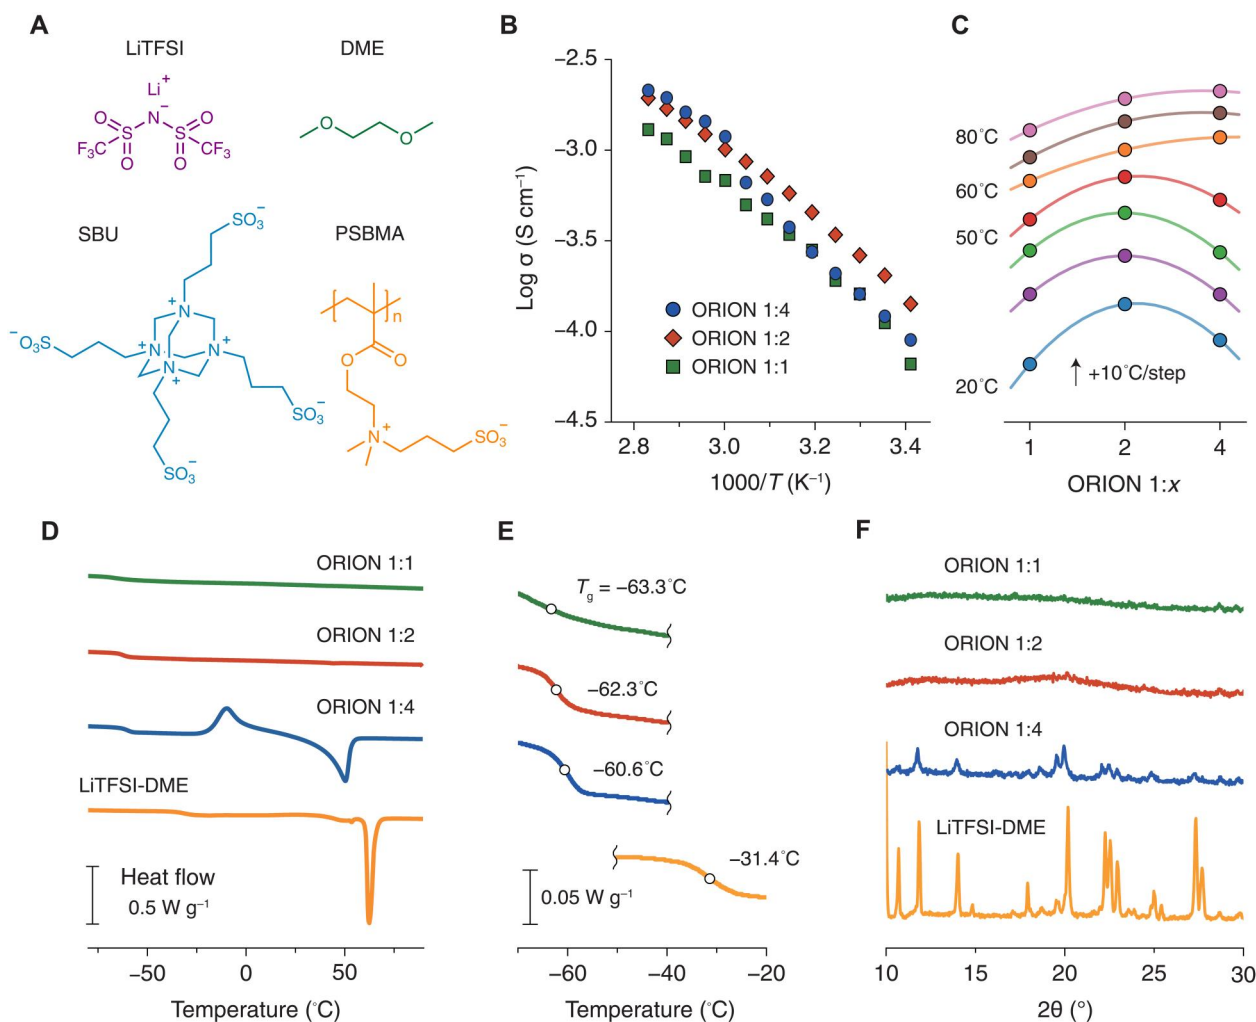 A
LiTFSI
Li+
N−
O
O
S
S
O
O
F3C
CF3
DME
O
O
SBU
SO3−
N+
SO3−
N+
N+
N+
SO3−
SO3−
PSBMA
n
O
O
N+
SO3−
B
Log σ (S cm−1)
−2.5
−3.0
−3.5
−4.0
−4.5
ORION 1:4
ORION 1:2
ORION 1:1
2.8 3.0 3.2 3.4
1000/T (K−1)
C
80°C
60°C
50°C
20°C
+10°C/step
1 2 4
ORION 1:x
D
ORION 1:1
ORION 1:2
ORION 1:4
LiTFSI-DME
Heat flow
0.5 W g−1
−50 0 50
Temperature (°C)
E
Tg = −63.3°C
−62.3°C
−60.6°C
−31.4°C
0.05 W g−1
−60 −40 −20
Temperature (°C)
F
ORION 1:1
ORION 1:2
ORION 1:4
LiTFSI-DME
10 15 20 25 30
2θ (°)